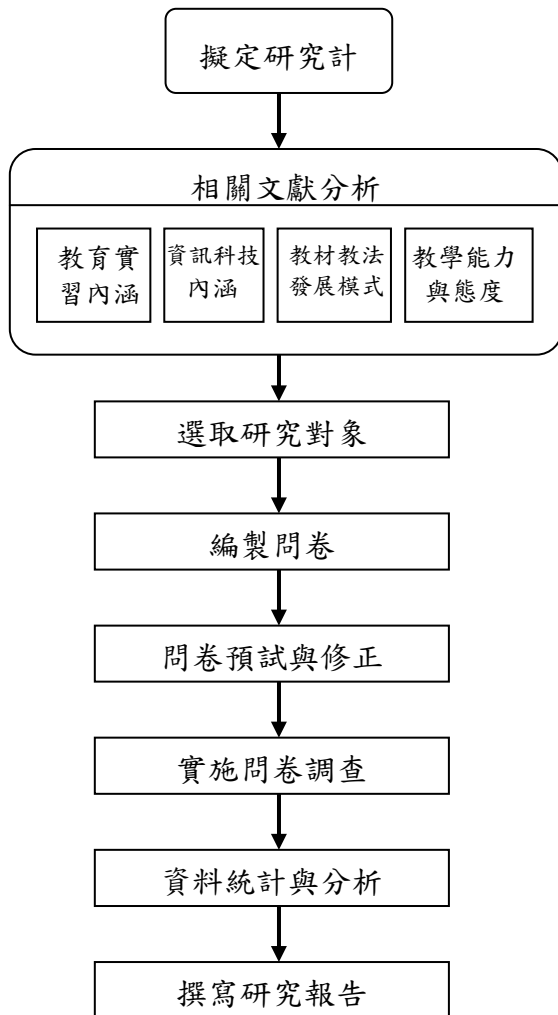 擬定研究計
相關文獻分析
教育實
習內涵
資訊科技
內涵
教材教法
發展模式
教學能力
與態度
選取研究對象
編製問卷
問卷預試與修正
實施問卷調查
資料統計與分析
撰寫研究報告